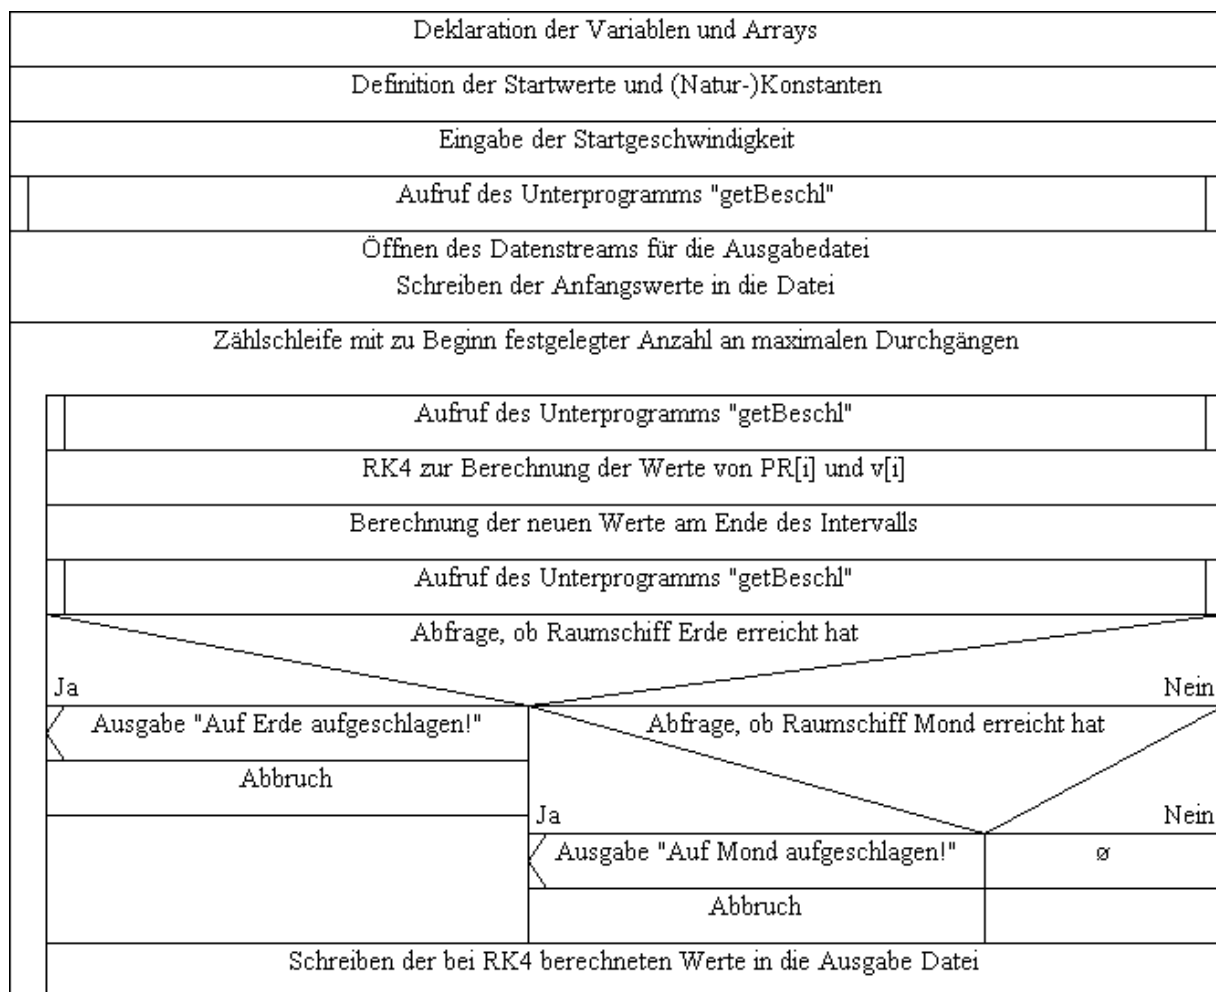 Deklaration der Variablen und Arrays
Definition der Startwerte und (Natur-)Konstanten
Eingabe der Startgeschwindigkeit
Aufruf des Unterprogramms "getBeschl"
Öffnen des Datenstreams für die Ausgabedatei
Schreiben der Anfangswerte in die Datei
Zählschleife mit zu Beginn festgelegter Anzahl an maximalen Durchgängen
Aufruf des Unterprogramms "getBeschl"
RK4 zur Berechnung der Werte von PR[i] und v[i]
Berechnung der neuen Werte am Ende des Intervalls
Aufruf des Unterprogramms "getBeschl"
Abfrage, ob Raumschiff Erde erreicht hat
Ja
Nein
Ausgabe "Auf Erde aufgeschlagen!"
Abbruch
Abfrage, ob Raumschiff Mond erreicht hat
Ja
Nein
Ausgabe "Auf Mond aufgeschlagen!"
ø
Abbruch
Schreiben der bei RK4 berechneten Werte in die Ausgabe Datei